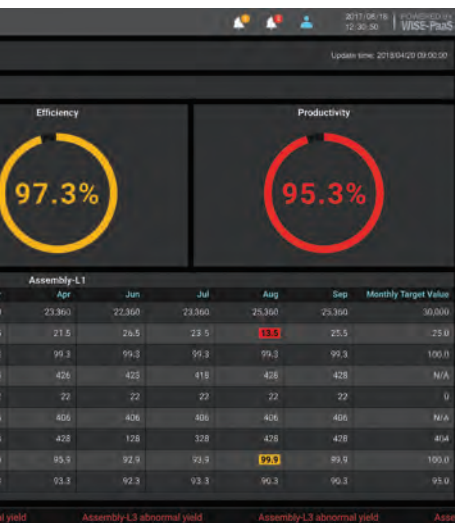 2017/06/16 POWERED BY
12:30:50 WISE-PaaS
Update time: 2018/04/20 09:00:00
Efficiency Productivity
97.3% 95.3%
Assembly-L1
Apr Jun Jul Aug Sep Monthly Target Value
23,360 22,360 23,360 25,360 25,360 30,000
21.5 26.5 23.5 13.5 25.5 25.0
99.3 99.3 99.3 99.3 99.3 100.0
426 423 418 428 428 N/A
22 22 22 22 22 0
406 406 406 406 406 N/A
428 128 328 428 428 404
95.9 92.9 93.9 99.9 99.9 100.0
93.3 92.3 93.3 90.3 90.3 95.0
yield Assembly-L3 abnormal yield Assembly-L3 abnormal yield